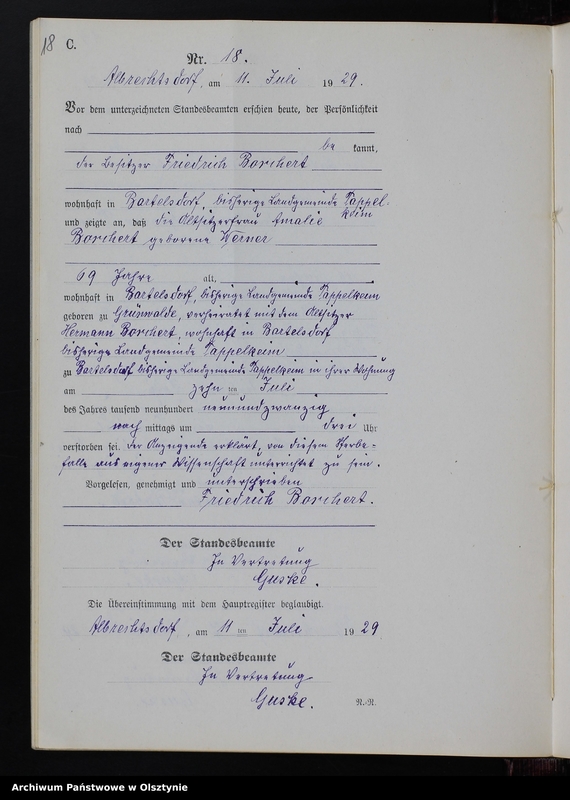 18 C.
Nr. 18.
Albrechtsdorf, am 11. Juli 1929.
Vor dem unterzeichneten Standesbeamten erschien heute, der Persönlichkeit
nach
be kannt,
der Besitzer Friedrich Borchert
wohnhaft in Bartelsdorf, bisherige Landgemeinde Tappel-
keim
und zeigte an, daß die Altsitzerfrau Amalie
Borchert geborene Werner
69 Jahre alt,
wohnhaft in Bartelsdorf, bisherige Landgemeinde Tappelkeim
geboren zu Grünwalde, verheiratet mit dem Altsitzer
Hermann Borchert, wohnhaft in Bartelsdorf
bisherige Landgemeinde Tappelkeim
zu Bartelsdorf bisherige Landgemeinde Tappelkeim in ihrer Wohnung
am zehn ten Juli
des Jahres tausend neunhundert neunundzwanzig
nach mittags um drei Uhr
verstorben sei. Der Anzeigende erklärt, von diesem Sterbe-
falle aus eigener Wissenschaft unterrichtet zu sein.
Vorgelesen, genehmigt und unterschrieben
Friedrich Borchert.
Der Standesbeamte
In Vertretung
Guske.
Die Übereinstimmung mit dem Hauptregister beglaubigt.
Albrechtsdorf, am 11 ten Juli 1929
Der Standesbeamte
In Vertretung
Guske.
N.-N.
Archiwum Państwowe w Olsztynie